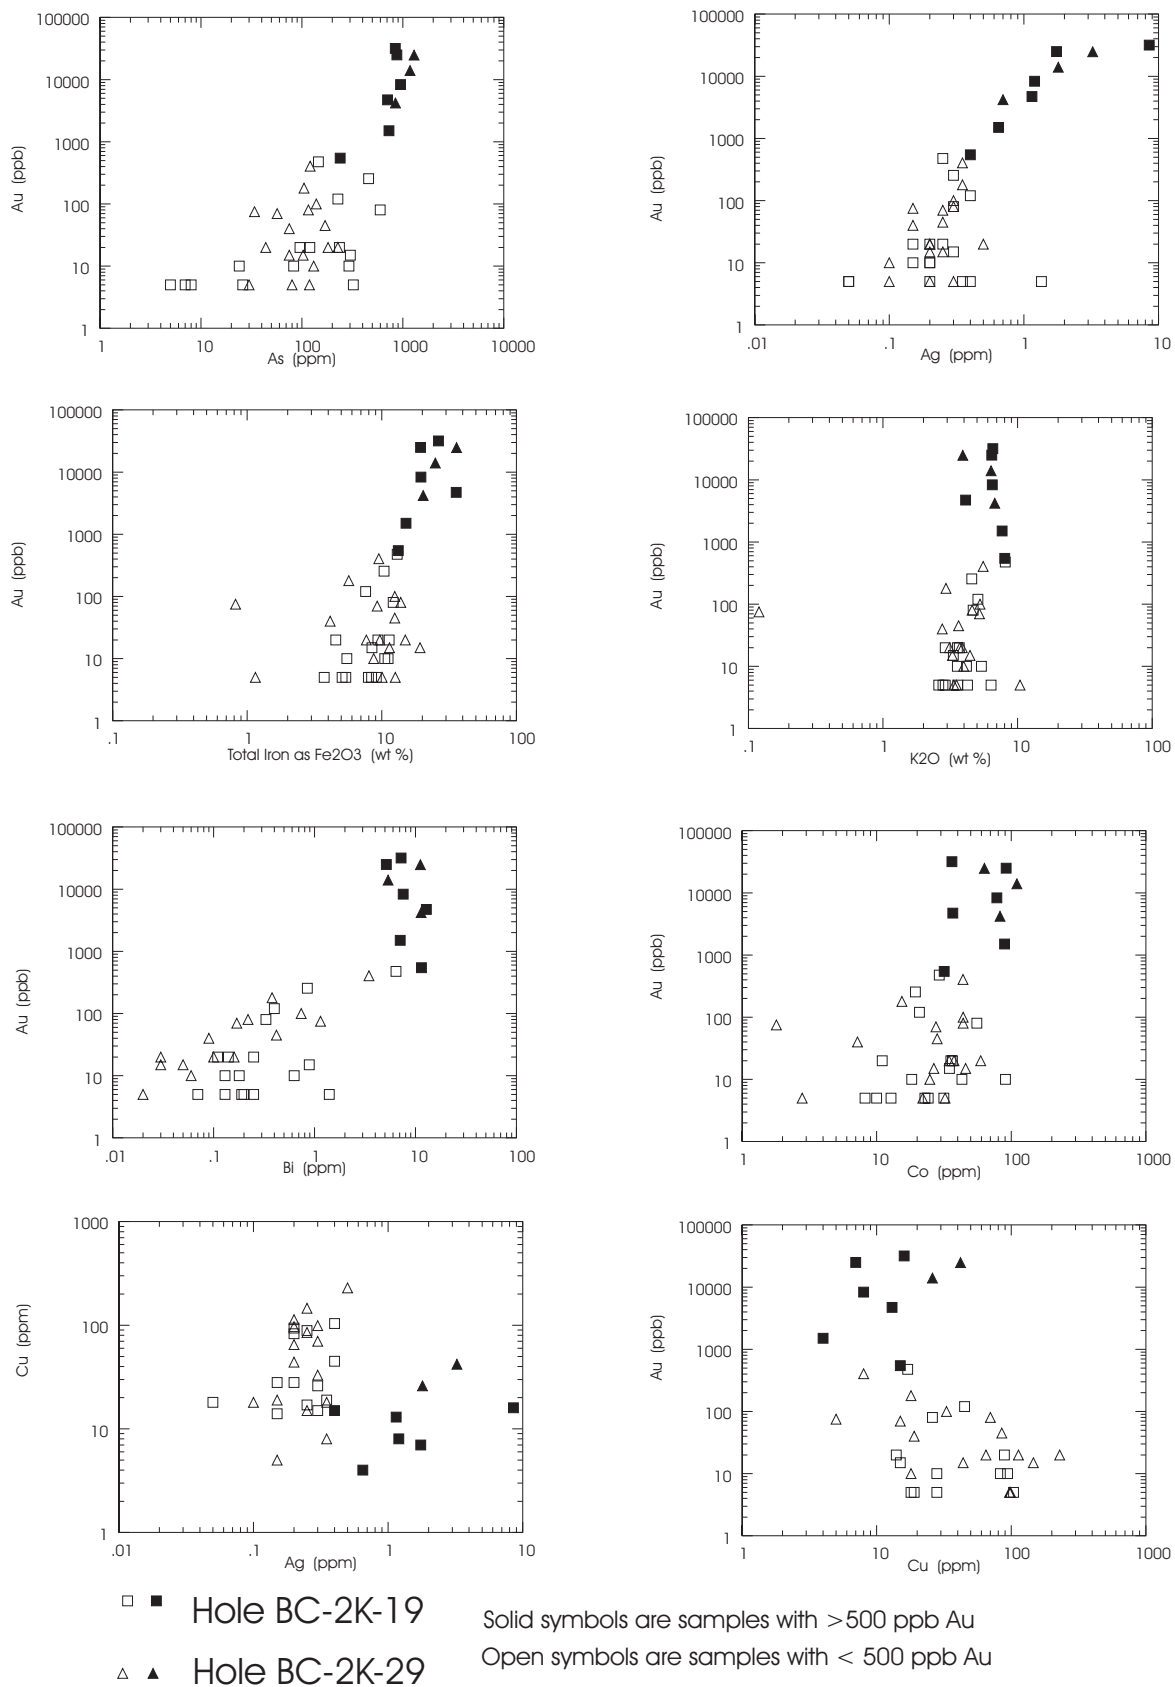 100000
10000
1000
100
10
1
Au (ppb)
1 10 100 1000 10000
As (ppm)
100000
10000
1000
100
10
1
Au (ppb)
.01 .1 1 10
Ag (ppm)
100000
10000
1000
100
10
1
Au (ppb)
.1 1 10 100
Total Iron as Fe2O3 (wt %)
100000
10000
1000
100
10
1
Au (ppb)
.1 1 10 100
K2O (wt %)
100000
10000
1000
100
10
1
Au (ppb)
.01 .1 1 10 100
Bi (ppm)
100000
10000
1000
100
10
1
Au (ppb)
1 10 100 1000
Co (ppm)
1000
100
10
1
Cu (ppm)
.01 .1 1 10
Ag (ppm)
100000
10000
1000
100
10
1
Au (ppb)
1 10 100 1000
Cu (ppm)
Hole BC-2K-19
Solid symbols are samples with >500 ppb Au
Open symbols are samples with < 500 ppb Au
Hole BC-2K-29